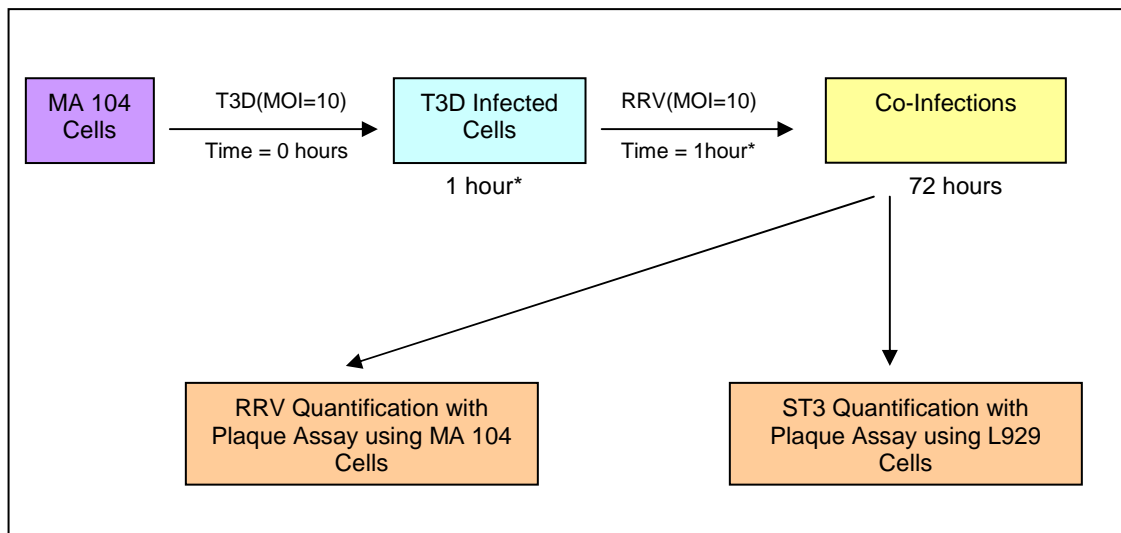 MA 104
Cells
T3D(MOI=10)
Time = 0 hours
T3D Infected
Cells
1 hour*
RRV(MOI=10)
Time = 1hour*
Co-Infections
72 hours
RRV Quantification with
Plaque Assay using MA 104
Cells
ST3 Quantification with
Plaque Assay using L929
Cells